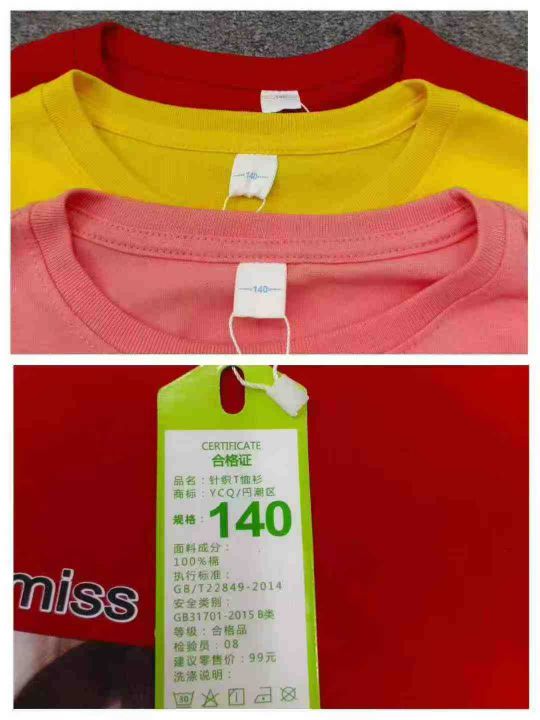 140
140
140
CERTIFICATE
合格证
品名：针织T恤衫
商标：YCQ/円潮区
规格：140
面料成分：
100%棉
执行标准：
GB/T22849-2014
安全类别：
GB31701-2015 B类
等级：合格品
检验员：08
建议零售价：99元
洗涤说明：
30
miss